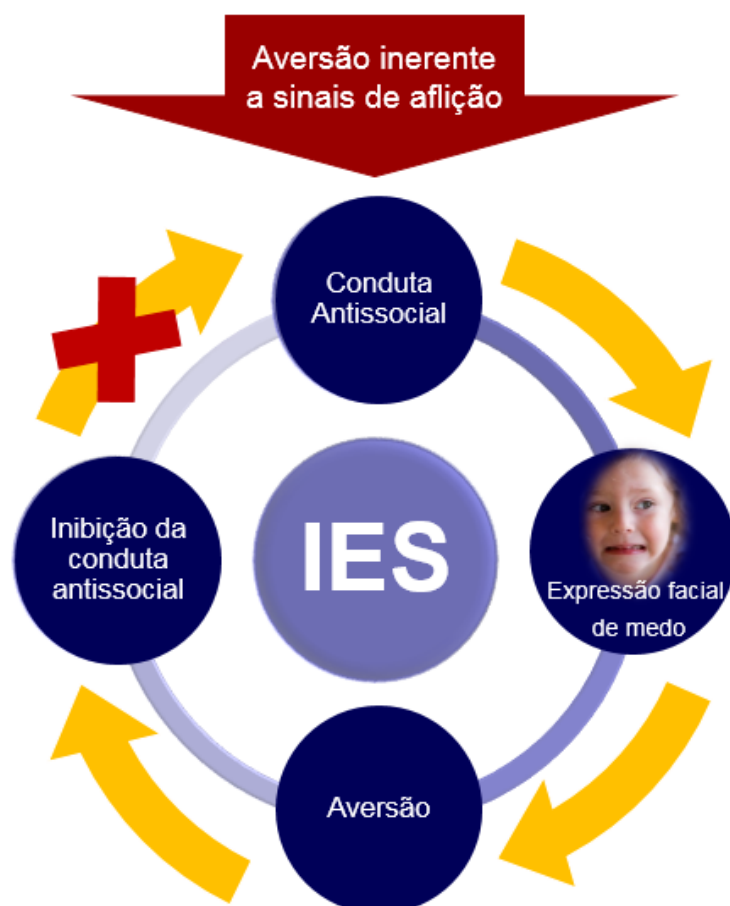 Aversão inerente
a sinais de aflição
Conduta
Antissocial
Expressão facial
de medo
Aversão
Inibição da
conduta
antissocial
IES